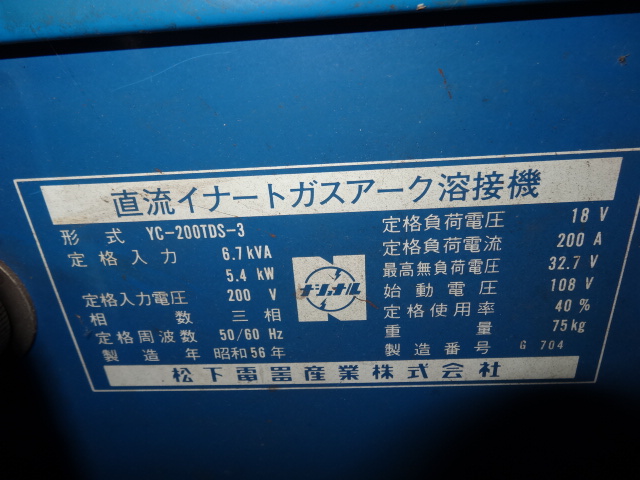 直流イナートガスアーク溶接機
形式 YC-200TDS-3
定格入力 6.7 kVA
5.4 kW
定格入力電圧 200 V
相数 三相
定格周波数 50/60 Hz
製造年 昭和56年
ナショナル
定格負荷電圧 18 V
定格負荷電流 200 A
最高無負荷電圧 32.7 V
始動電圧 108 V
定格使用率 40 %
重量 75 kg
製造番号 G 704
松下電器産業株式会社